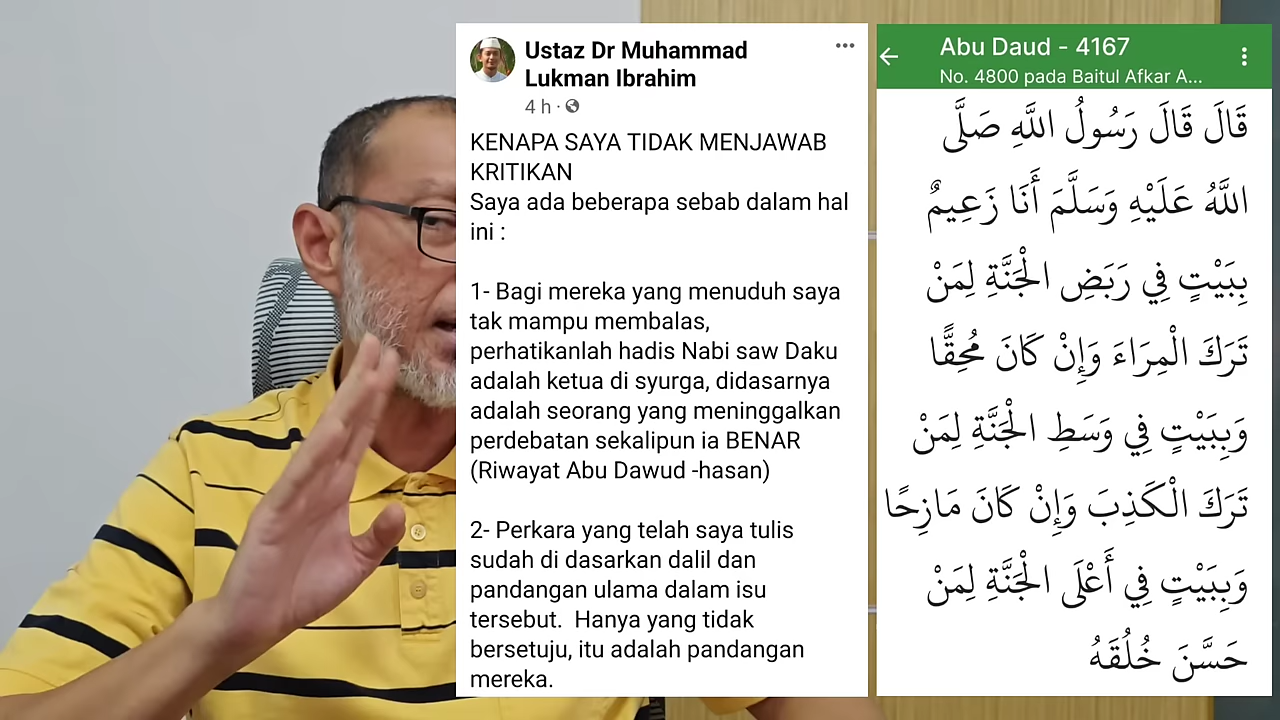 Ustaz Dr Muhammad
Lukman Ibrahim
4 h ·
KENAPA SAYA TIDAK MENJAWAB
KRITIKAN
Saya ada beberapa sebab dalam hal
ini :
1- Bagi mereka yang menuduh saya
tak mampu membalas,
perhatikanlah hadis Nabi saw Daku
adalah ketua di syurga, didasarnya
adalah seorang yang meninggalkan
perdebatan sekalipun ia BENAR
(Riwayat Abu Dawud -hasan)
2- Perkara yang telah saya tulis
sudah di dasarkan dalil dan
pandangan ulama dalam isu
tersebut. Hanya yang tidak
bersetuju, itu adalah pandangan
mereka.
Abu Daud - 4167
No. 4800 pada Baitul Afkar A...
قَالَ قَالَ رَسُولُ اللَّهِ صَلَّى
اللَّهُ عَلَيْهِ وَسَلَّمَ أَنَا زَعِيمٌ
بِبَيْتٍ فِي رَبَضِ الْجَنَّةِ لِمَنْ
تَرَكَ الْمِرَاءَ وَإِنْ كَانَ مُحِقًّا
وَبِبَيْتٍ فِي وَسَطِ الْجَنَّةِ لِمَنْ
تَرَكَ الْكَذِبَ وَإِنْ كَانَ مَازِحًا
وَبِبَيْتٍ فِي أَعْلَى الْجَنَّةِ لِمَنْ
حَسَّنَ خُلُقَهُ